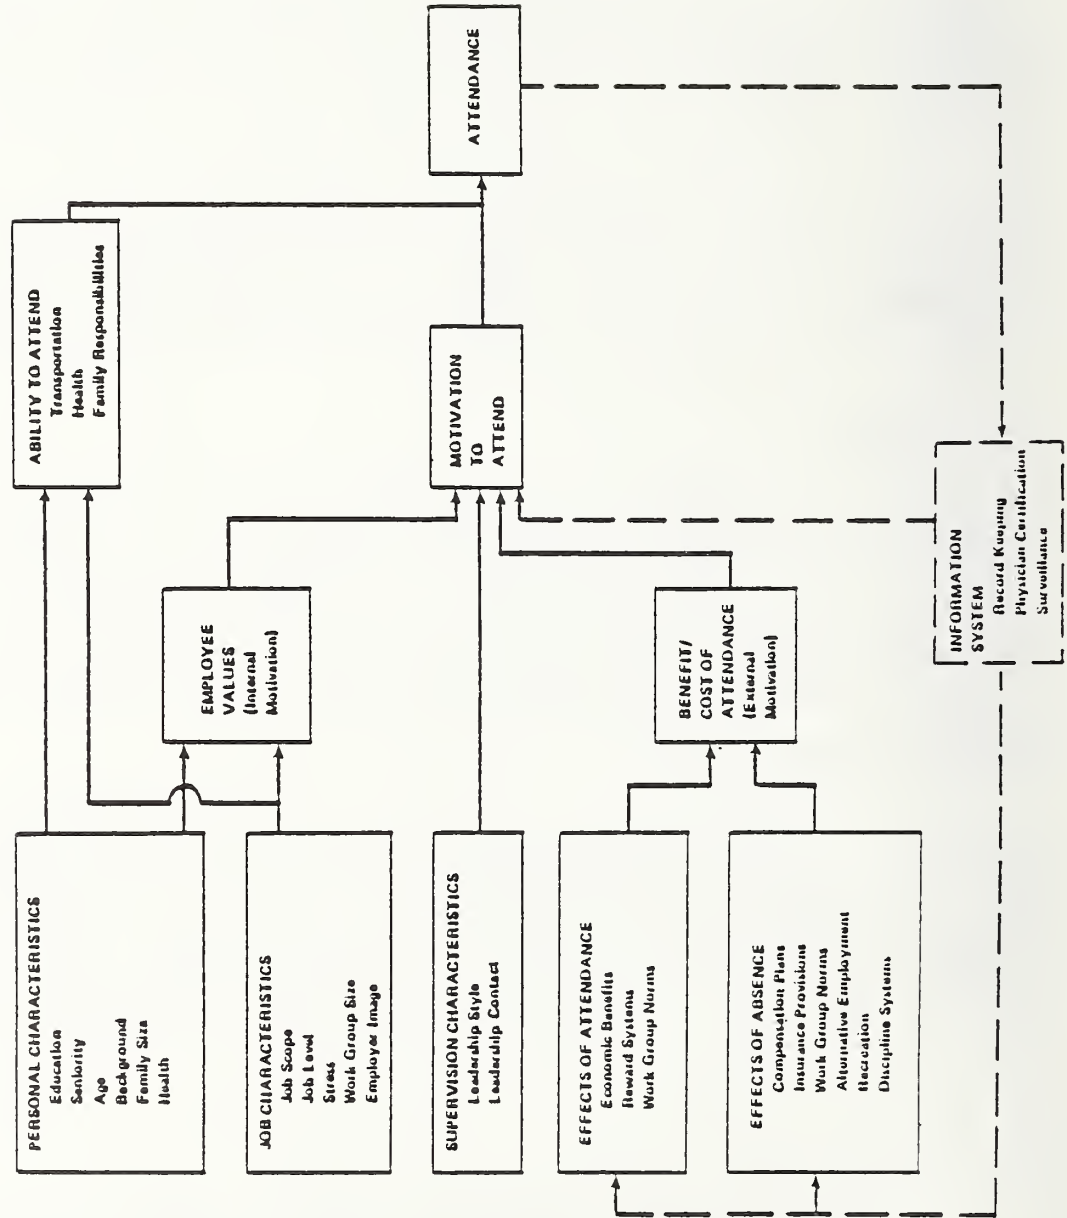 PERSONAL CHARACTERISTICS
Education
Seniority
Age
Background
Family Size
Health
JOB CHARACTERISTICS
Job Scope
Job Level
Stress
Work Group Size
Employer Image
SUPERVISION CHARACTERISTICS
Leadership Style
Leadership Contact
EFFECTS OF ATTENDANCE
Economic Benefits
Reward Systems
Work Group Norms
EFFECTS OF ABSENCE
Compensation Plans
Insurance Provisions
Work Group Norms
Alternative Employment
Recreation
Discipline Systems
EMPLOYEE
VALUES
(Internal
Motivation)
BENEFIT/
COST OF
ATTENDANCE
(External
Motivation)
ABILITY TO ATTEND
Transportation
Health
Family Responsibilities
MOTIVATION
TO
ATTEND
INFORMATION
SYSTEM
Record Keeping
Physician Certification
Surveillance
ATTENDANCE